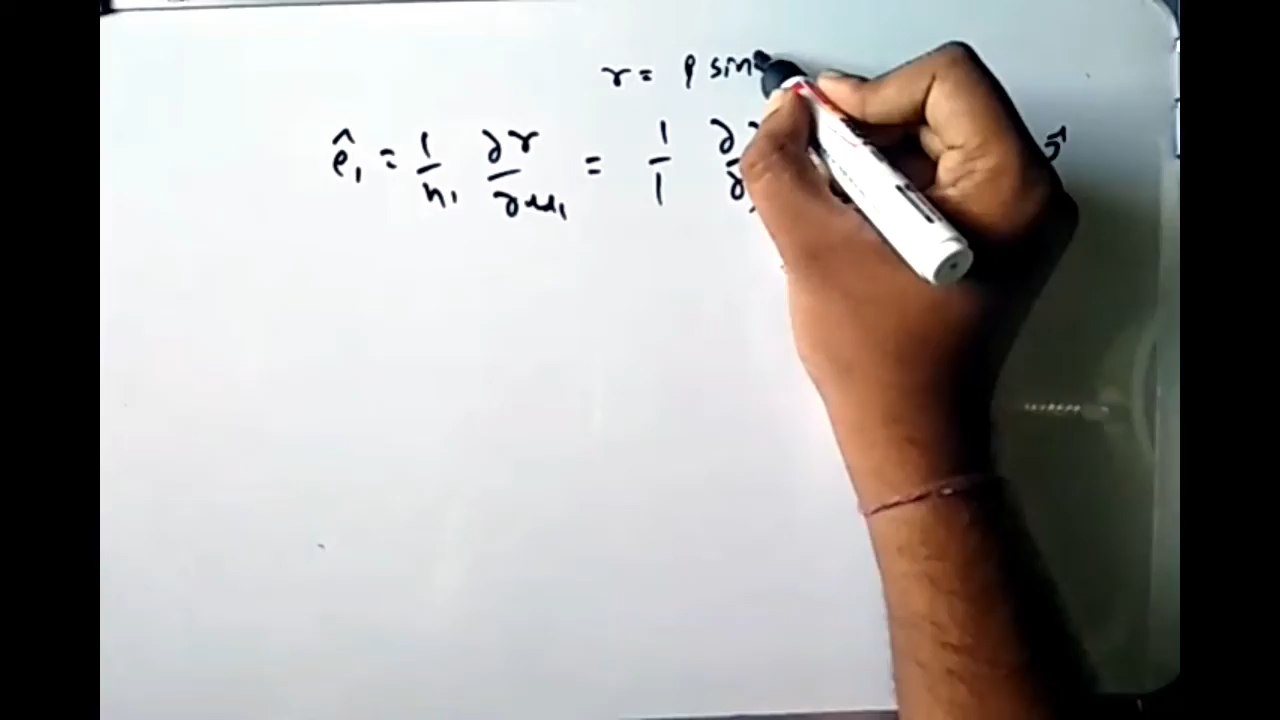 r = ρ sin
ê₁ = 1/h₁ ∂r/∂u₁ = 1/1 ∂